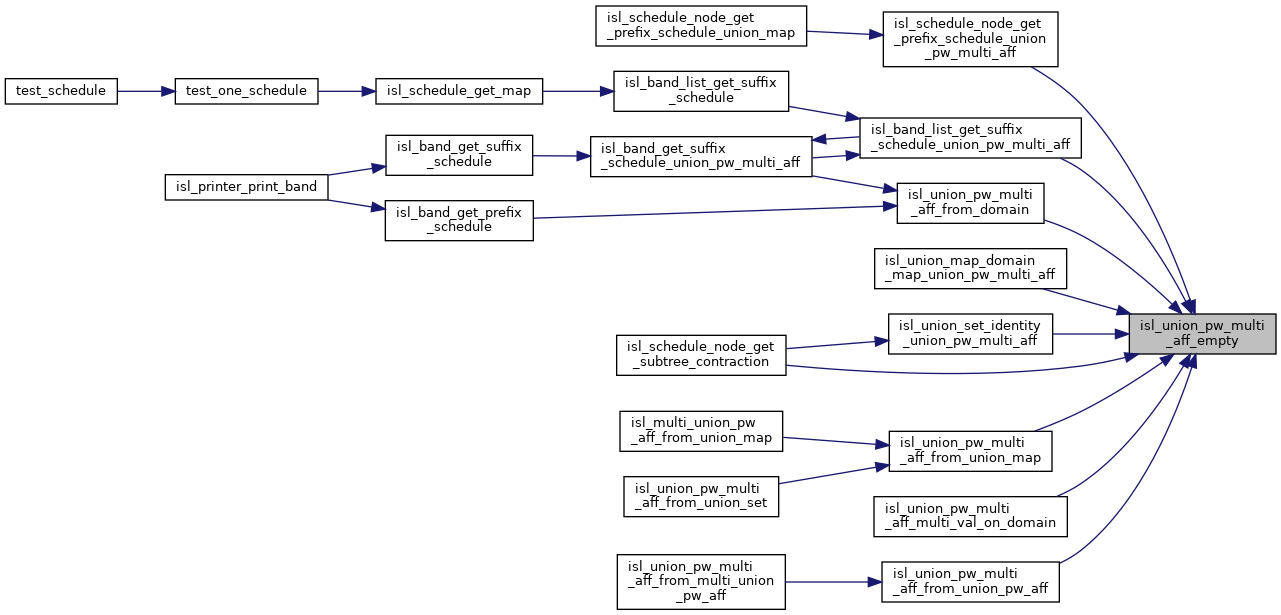 isl_schedule_node_get
_prefix_schedule_union_map
isl_schedule_node_get
_prefix_schedule_union
_pw_multi_aff
test_schedule
test_one_schedule
isl_schedule_get_map
isl_band_list_get_suffix
_schedule
isl_band_list_get_suffix
_schedule_union_pw_multi_aff
isl_band_get_suffix
_schedule
isl_band_get_suffix
_schedule_union_pw_multi_aff
isl_printer_print_band
isl_band_get_prefix
_schedule
isl_union_pw_multi
_aff_from_domain
isl_union_map_domain
_map_union_pw_multi_aff
isl_union_set_identity
_union_pw_multi_aff
isl_union_pw_multi
_aff_empty
isl_schedule_node_get
_subtree_contraction
isl_multi_union_pw
_aff_from_union_map
isl_union_pw_multi
_aff_from_union_map
isl_union_pw_multi
_aff_from_union_set
isl_union_pw_multi
_aff_multi_val_on_domain
isl_union_pw_multi
_aff_from_multi_union
_pw_aff
isl_union_pw_multi
_aff_from_union_pw_aff